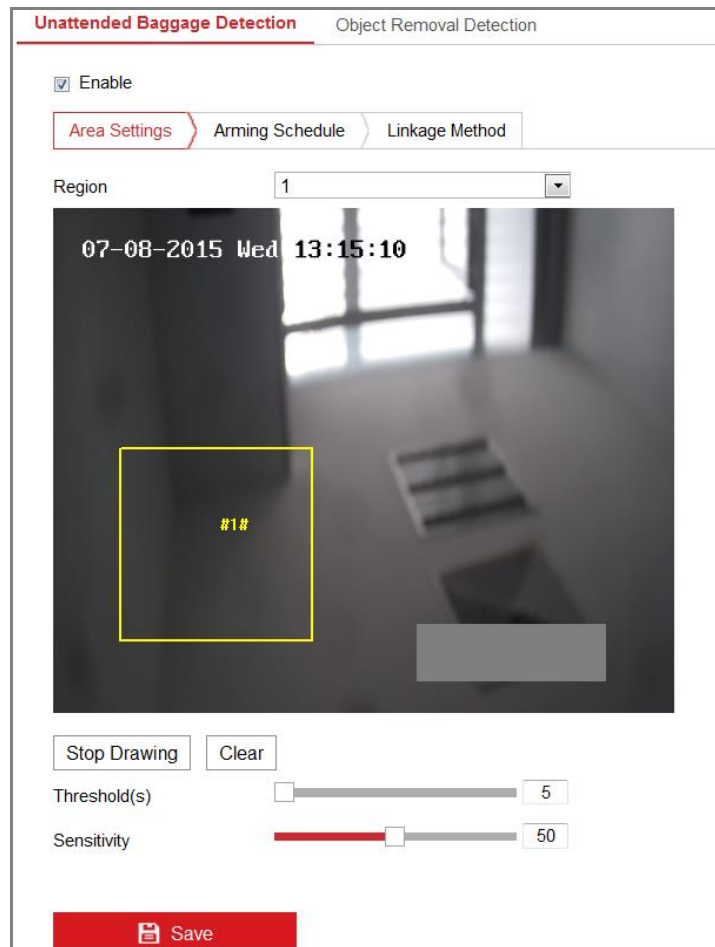 Unattended Baggage Detection Object Removal Detection
Enable
Area Settings Arming Schedule Linkage Method
Region 1
07-08-2015 Wed 13:15:10
#1#
Stop Drawing Clear
Threshold(s) 5
Sensitivity 50
Save